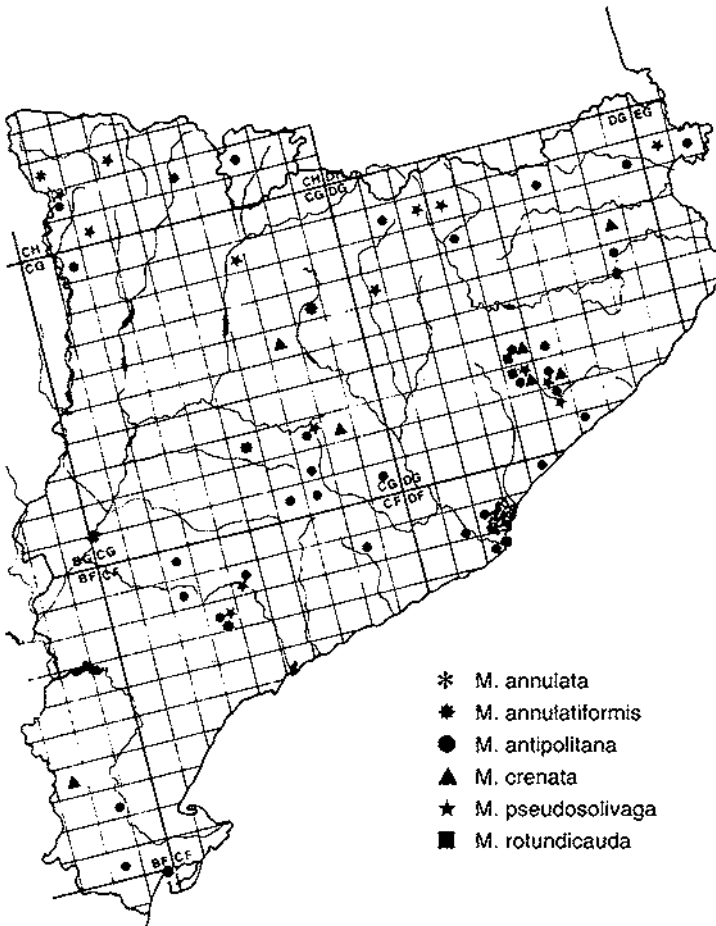 DG EG
CH DH
CG DG
CH
CG
CG DG
CF DF
BG CG
BF CF
BF CF
M. annulata
M. annulatiformis
M. antipolitana
M. crenata
M. pseudosolivaga
M. rotundicauda